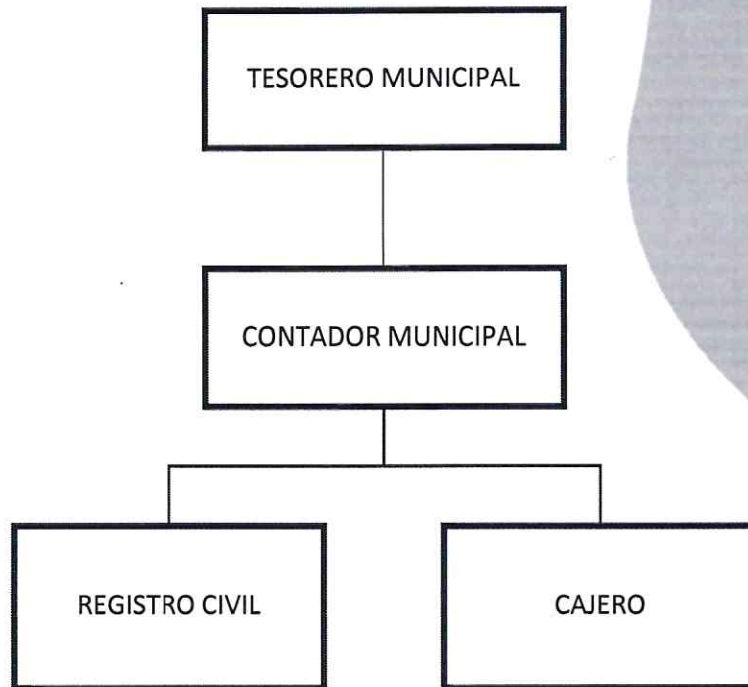 TESORERO MUNICIPAL
CONTADOR MUNICIPAL
REGISTRO CIVIL
CAJERO